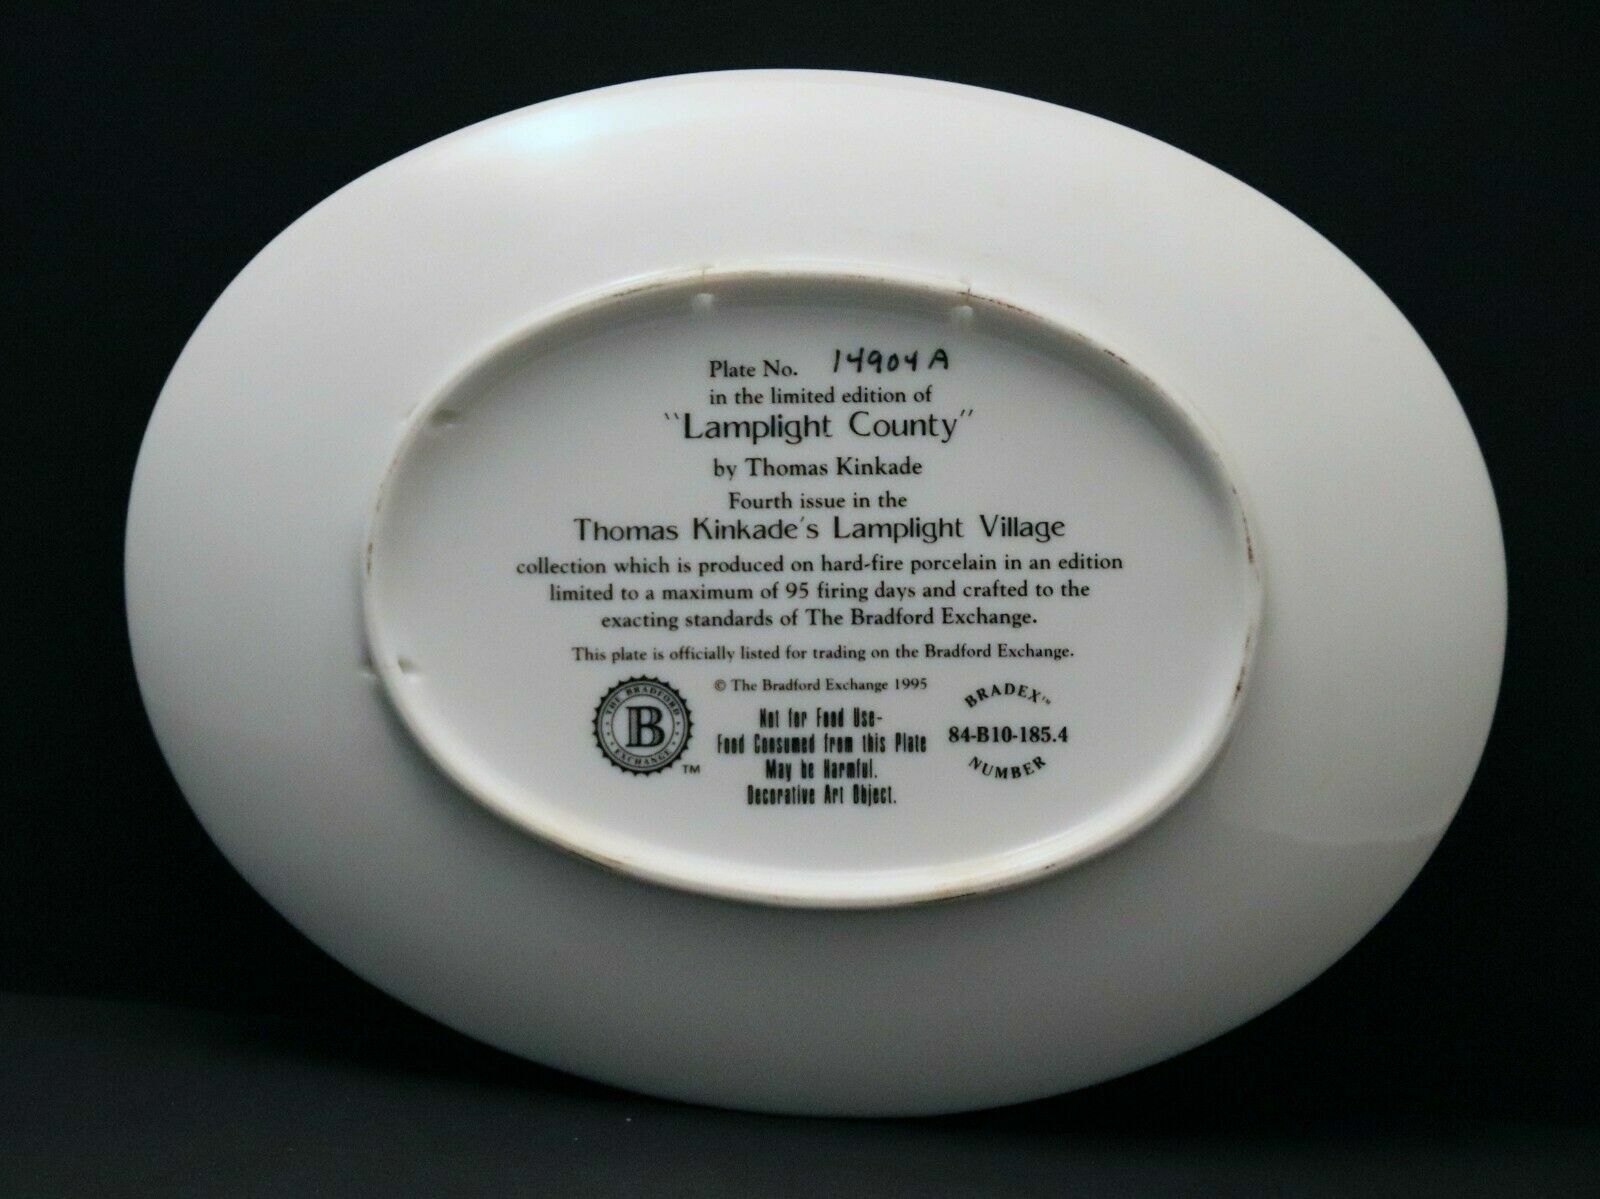 Plate No. 14904A
in the limited edition of
"Lamplight County"
by Thomas Kinkade
Fourth issue in the
Thomas Kinkade's Lamplight Village
collection which is produced on hard-fire porcelain in an edition
limited to a maximum of 95 firing days and crafted to the
exacting standards of The Bradford Exchange.
This plate is officially listed for trading on the Bradford Exchange.
© The Bradford Exchange 1995
THE BRADFORD
B
EXCHANGE
TM
Not for Food Use-
Food Consumed from this Plate
May be Harmful.
Decorative Art Object.
BRADEX™
84-B10-185.4
NUMBER